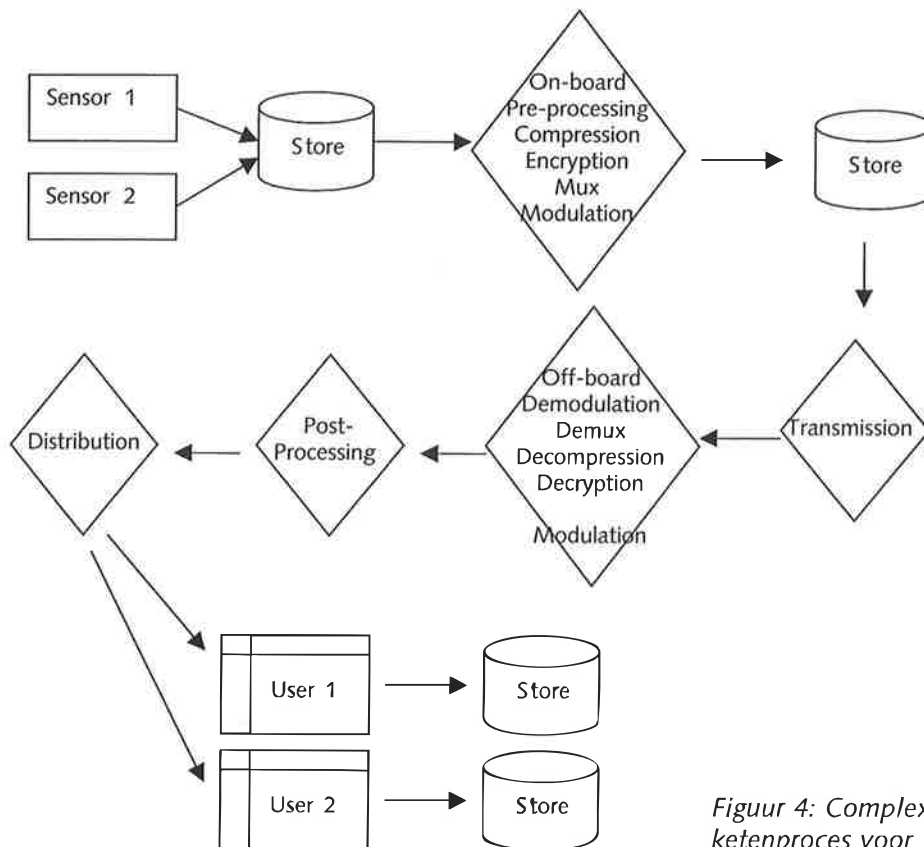 Sensor 1
Sensor 2
Store
On-board
Pre-processing
Compression
Encryption
Mux
Modulation
Store
Transmission
Off-board
Demodulation
Demux
Decompression
Decryption
Modulation
Post-
Processing
Distribution
User 1
Store
User 2
Store
Figuur 4: Complex
ketenproces voor